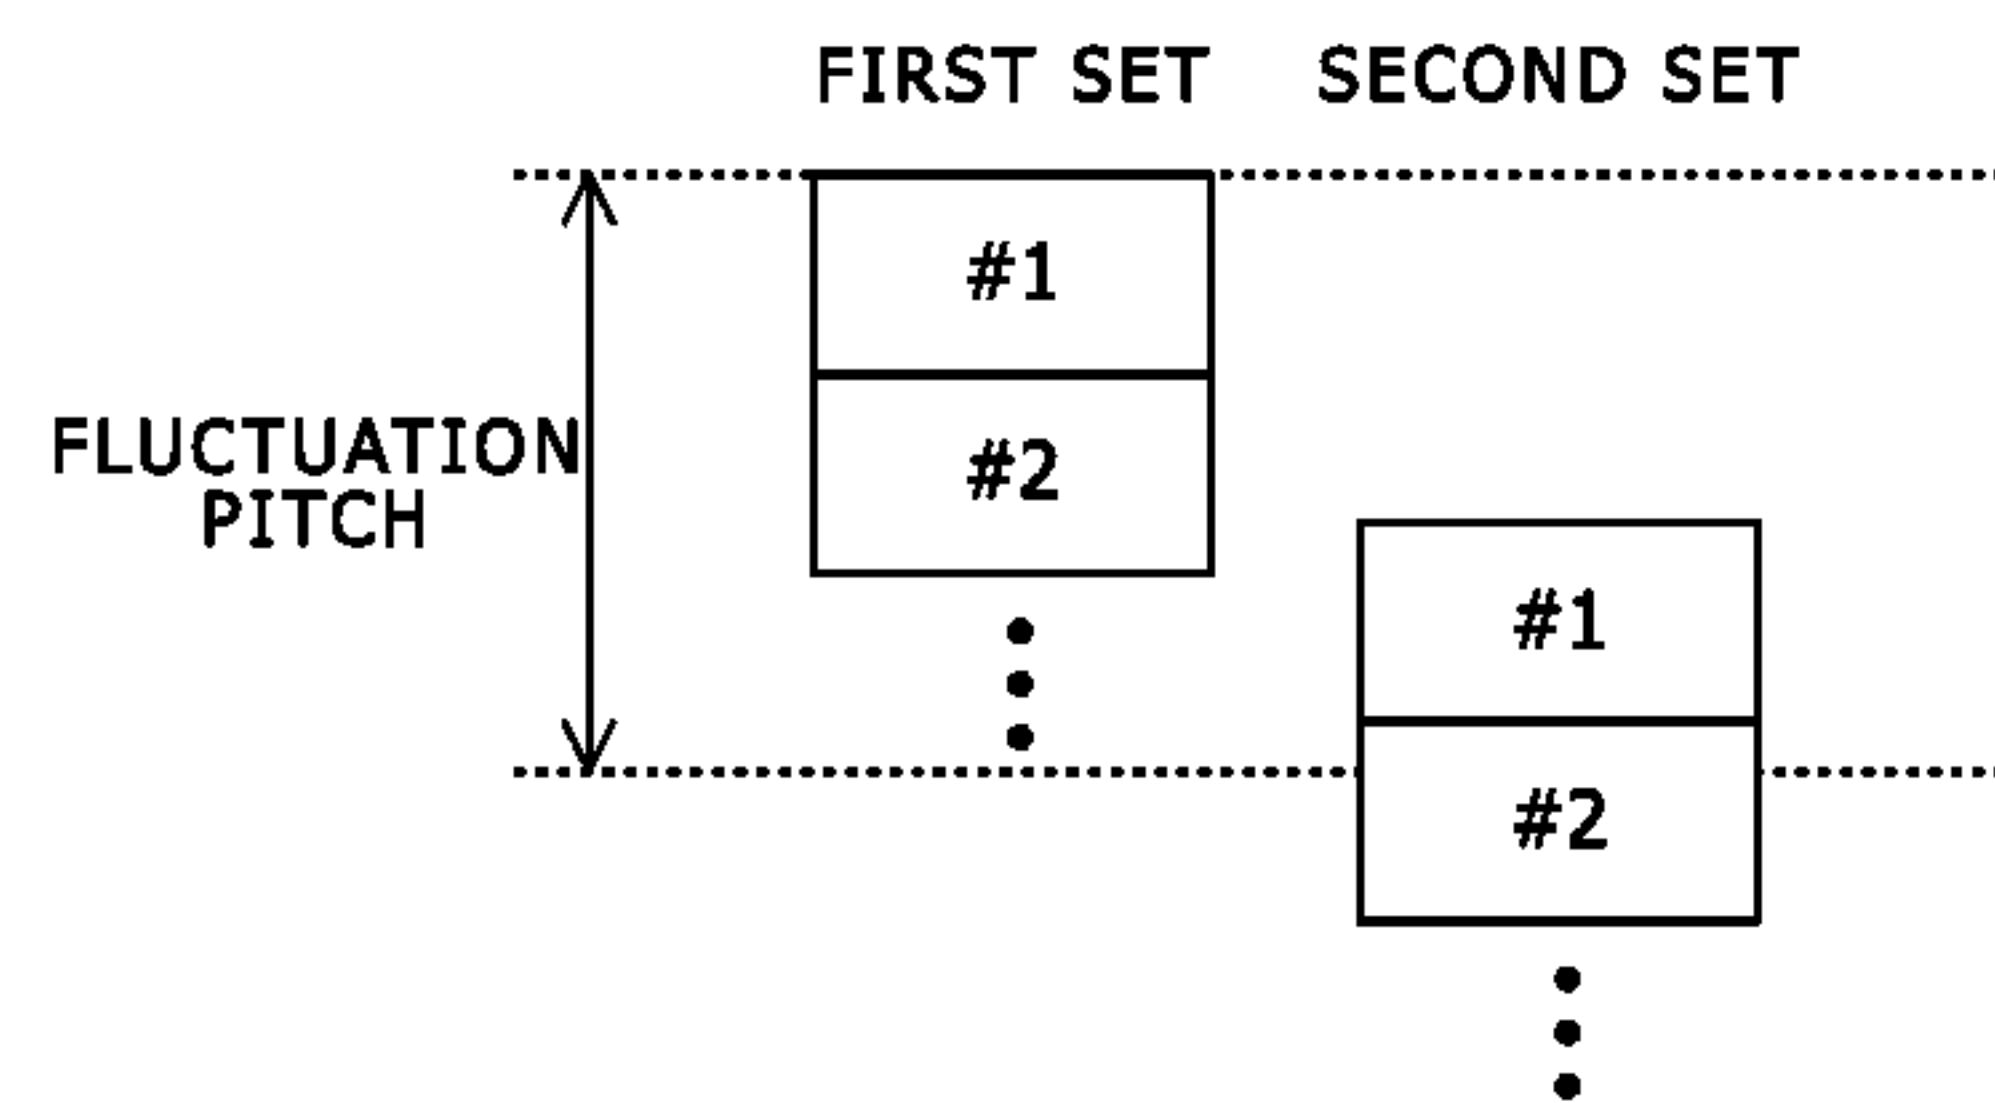 FIRST SET SECOND SET
#1
#2
FLUCTUATION
PITCH
#1
#2